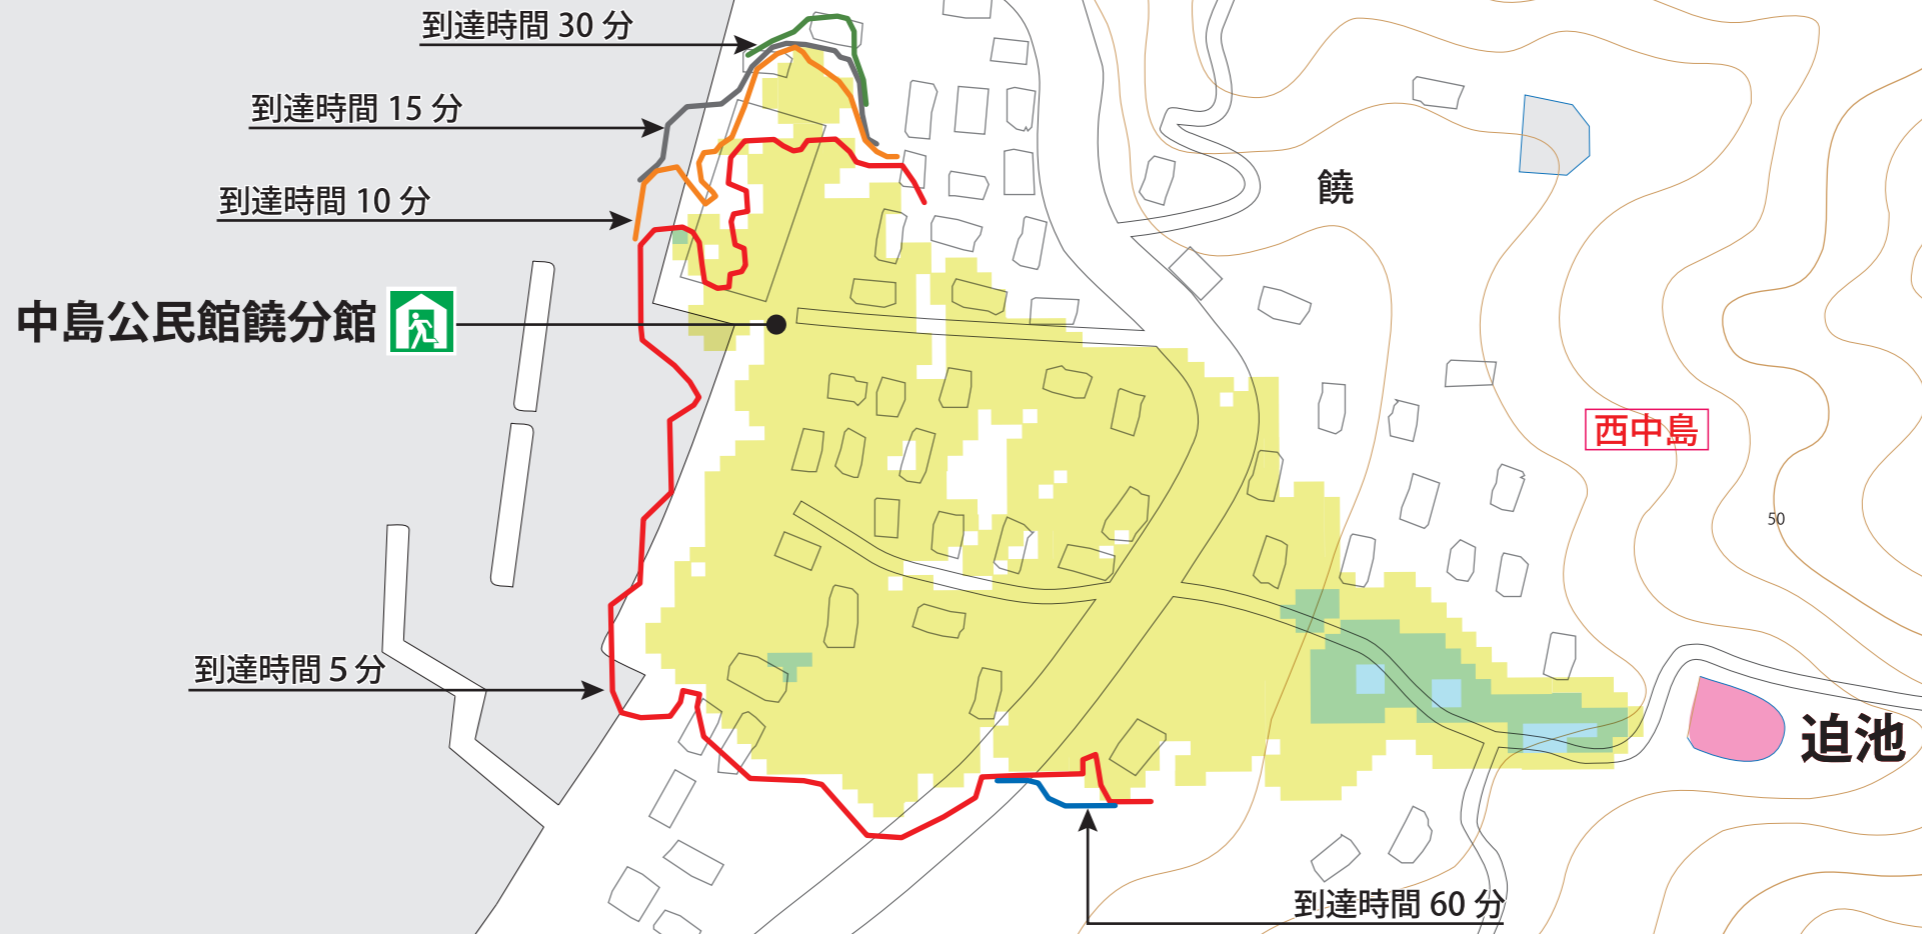 到達時間 30 分
到達時間 15 分
到達時間 10 分
饒
中島公民館饒分館
西中島
50
到達時間 5 分
迫池
到達時間 60 分